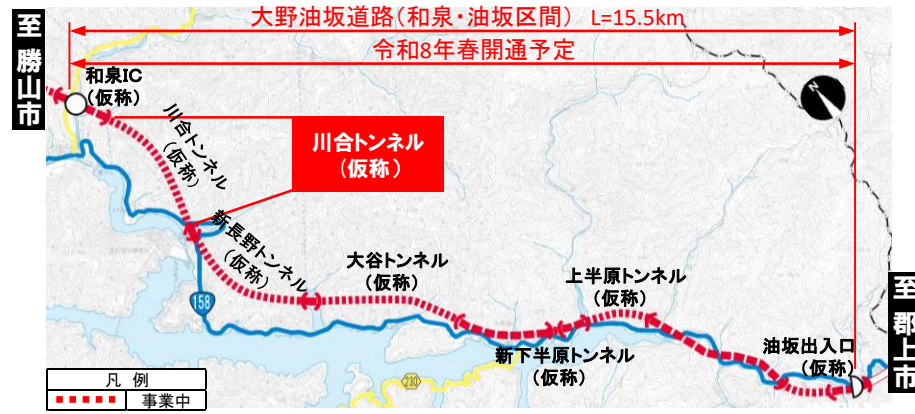 大野油坂道路(和泉・油坂区間) L=15.5km
令和8年春開通予定
至 勝山市
和泉IC
(仮称)
川合トンネル
(仮称)
川合トンネル
(仮称)
新長野トンネル
(仮称)
大谷トンネル
(仮称)
上半原トンネル
(仮称)
158
新下半原トンネル
(仮称)
油坂出入口
(仮称)
至 郡上市
230
N
凡 例
事業中